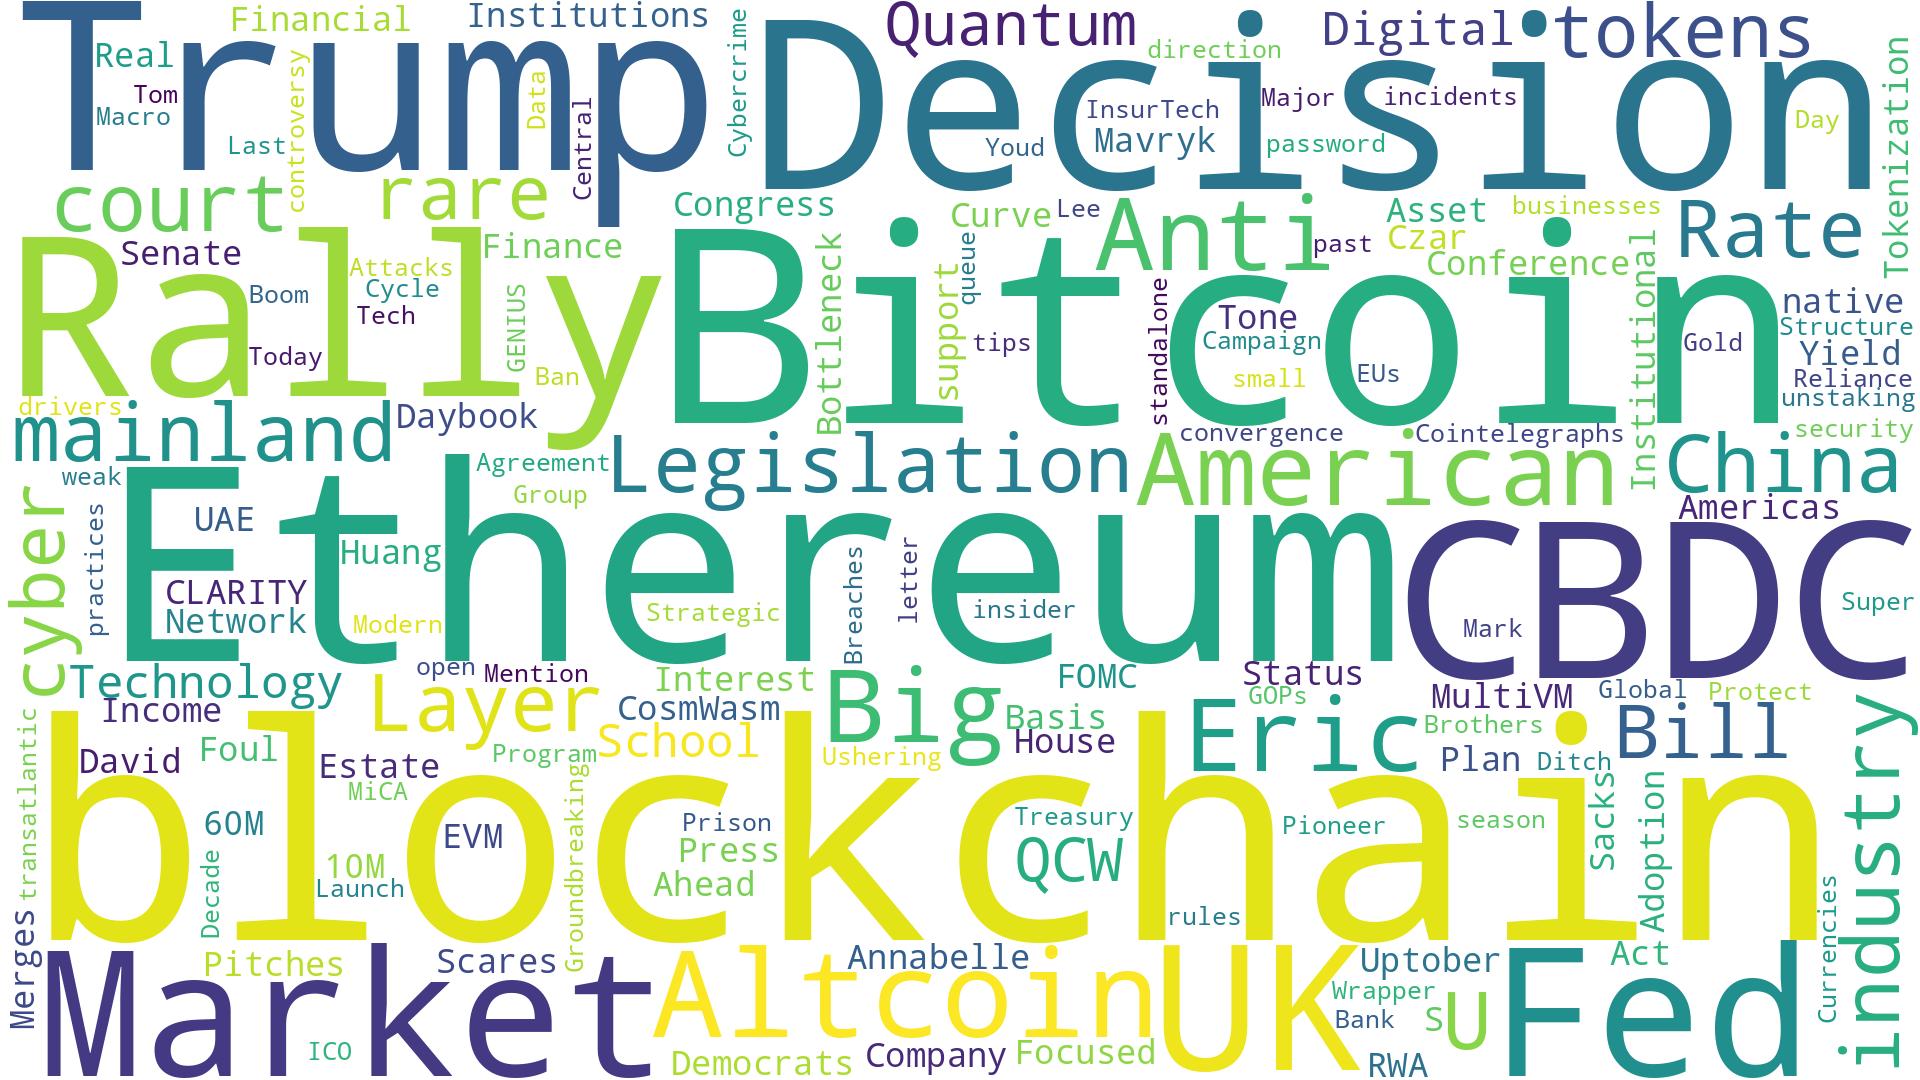 Trump
Decision
Financial
Institutions
Quantum
Digital
tokens
Real
Tom
Macro
Last
controversy
Data
Central
Cybercrime
direction
InsurTech
Major
incidents
Youd
Mavryk
password
Day
Tokenization
court
rare
Congress
Curve
Lee
Anti
Asset
businesses
Rate
Senate
Finance
past
Czar
Conference
Rally
Bitcoin
Attacks
Boom
Cycle
Tech
Today
GENIUS
Ban
Bottleneck
support
queue
tips
standalone
Tone
Campaign
small
EUs
Institutional
Gold
native
Structure
Yield
Reliance
unstaking
drivers
mainland
Daybook
convergence
Cointelegraphs
security
weak
Agreement
Group
Legislation
American
China
cyber
practices
UAE
Ethereum
CBDC
Americas
Huang
CLARITY
Network
Modern
Strategic
Breaches
letter
insider
Mark
Super
Technology
open
Mention
Interest
Big
FOMC
Status
GOPs
MultiVM
Global
Protect
Income
Layer
CosmWasm
Basis
Eric
Brothers
Bill
transatlantic
David
Foul
Estate
Program
School
Ushering
House
Plan
Ditch
blockchain
MiCA
60M
EVM
Groundbreaking
Prison
Treasury
Pioneer
season
Sacks
Adoption
industry
Decade
10M
Launch
Press
Ahead
QCW
rules
Currencies
Merges
Market
Pitches
Scares
Altcoin
Annabelle
UK
Uptober
Wrapper
Bank
SU
Fed
Act
ICO
Democrats
Company
Focused
RWA